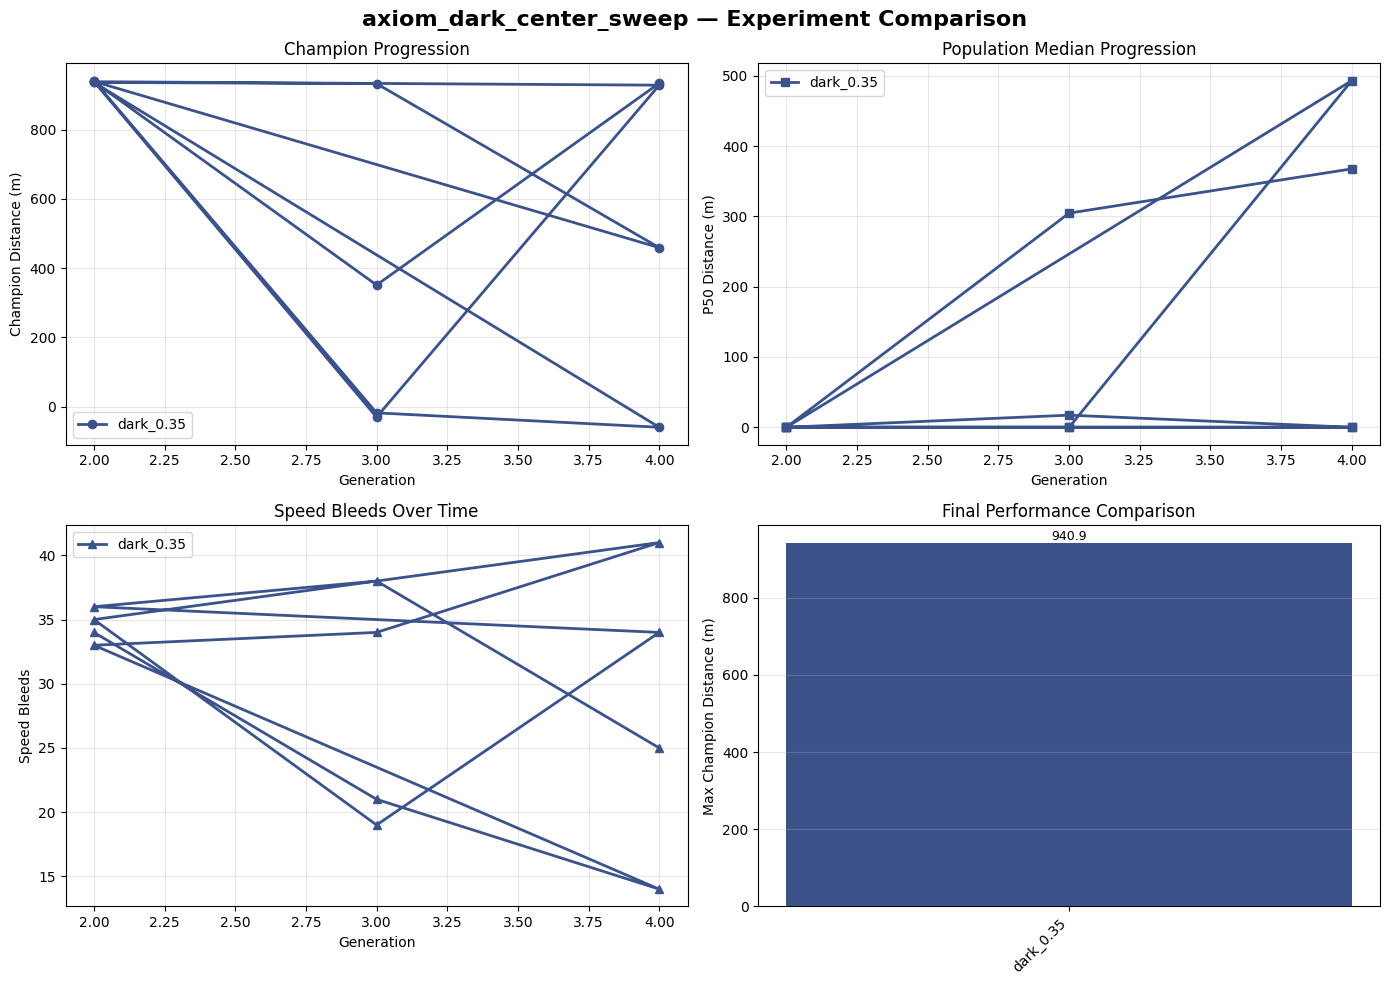 axiom_dark_center_sweep — Experiment Comparison
Champion Progression
Champion Distance (m)
800
600
400
200
0
dark_0.35
2.00 2.25 2.50 2.75 3.00 3.25 3.50 3.75 4.00
Generation
Population Median Progression
P50 Distance (m)
500
400
300
200
100
0
dark_0.35
2.00 2.25 2.50 2.75 3.00 3.25 3.50 3.75 4.00
Generation
Speed Bleeds Over Time
Speed Bleeds
40
35
30
25
20
15
dark_0.35
2.00 2.25 2.50 2.75 3.00 3.25 3.50 3.75 4.00
Generation
Final Performance Comparison
Max Champion Distance (m)
940.9
800
600
400
200
0
dark_0.35